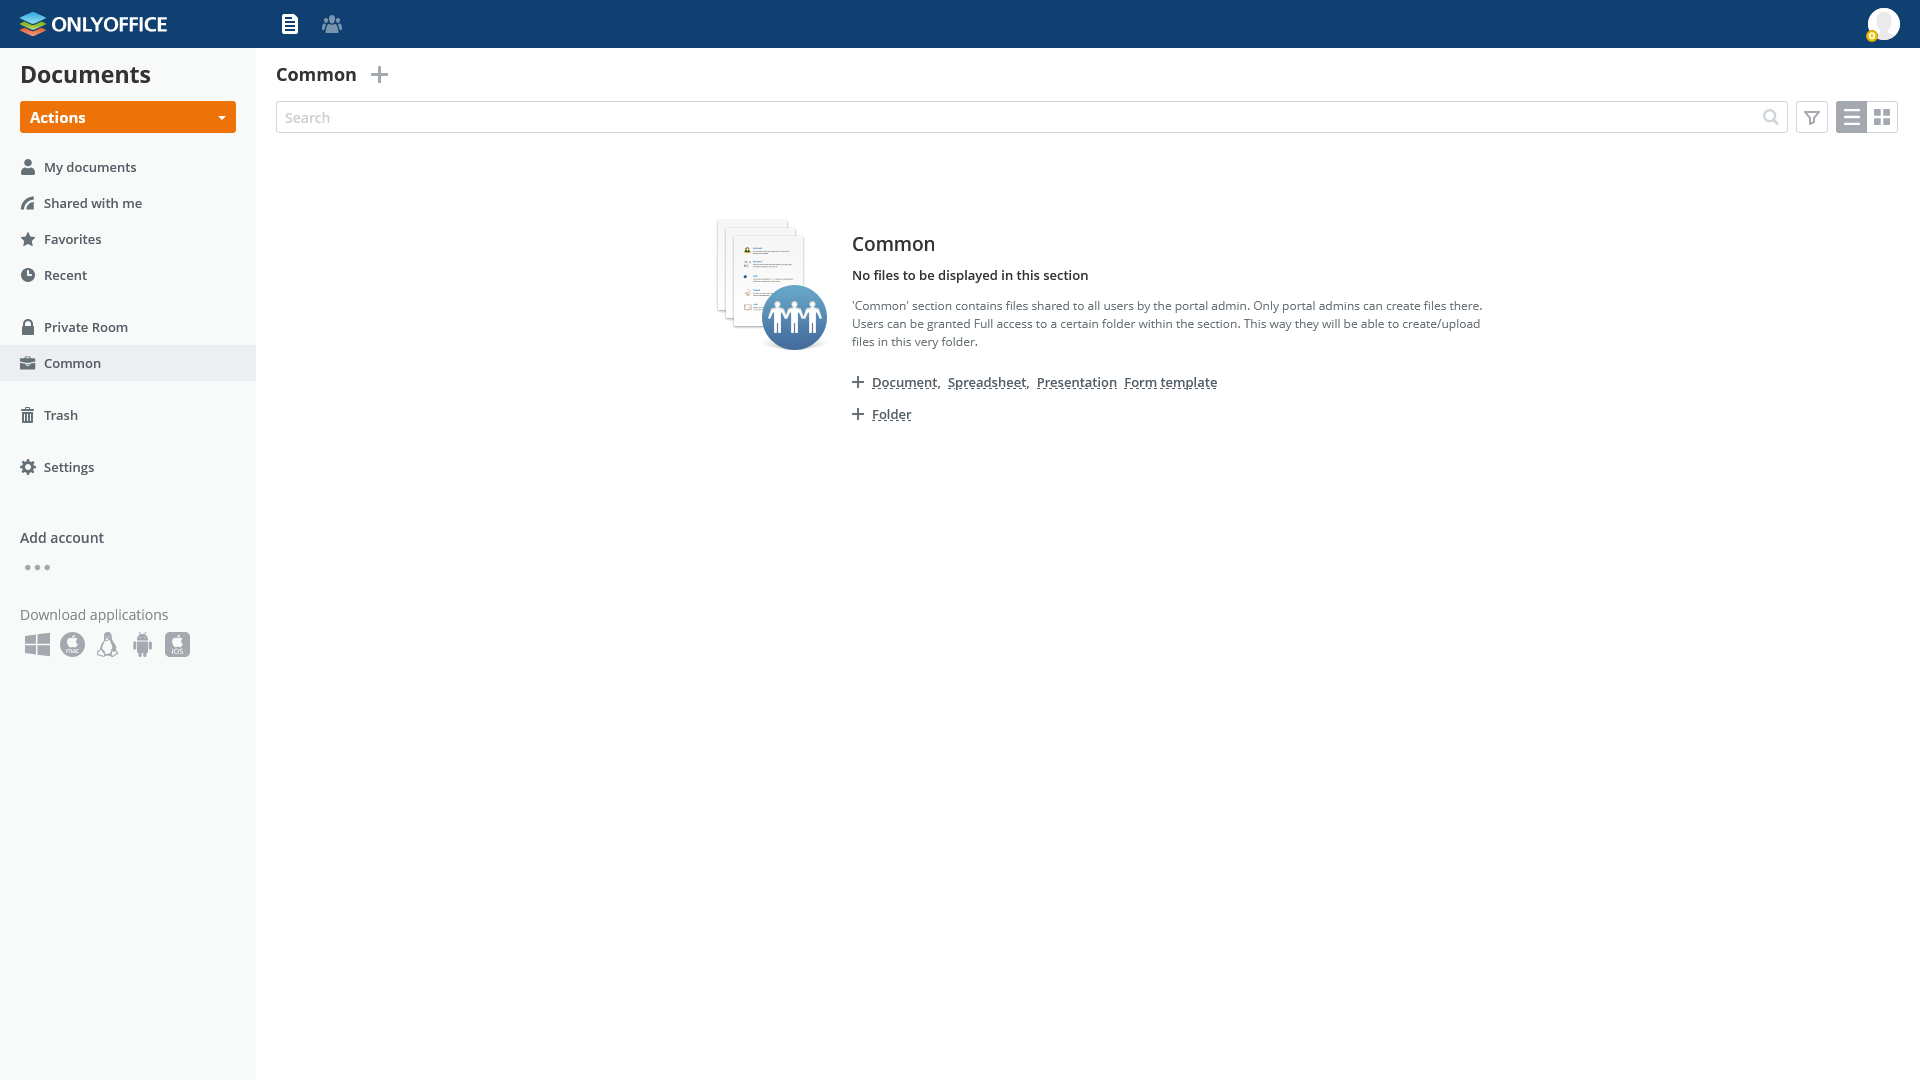 ONLYOFFICE
Documents
Actions
My documents
Shared with me
Favorites
Recent
Private Room
Common
Trash
Settings
Add account
Download applications
mac
iOS
Common
Search
Common
No files to be displayed in this section
'Common' section contains files shared to all users by the portal admin. Only portal admins can create files there.
Users can be granted Full access to a certain folder within the section. This way they will be able to create/upload
files in this very folder.
Document, Spreadsheet, Presentation Form template
Folder